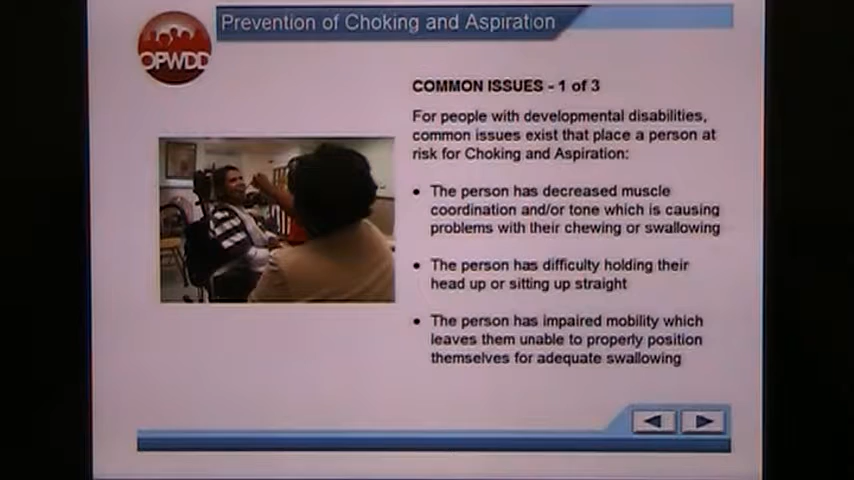 Prevention of Choking and Aspiration
OPWDD
COMMON ISSUES - 1 of 3
For people with developmental disabilities,
common issues exist that place a person at
risk for Choking and Aspiration:
• The person has decreased muscle
coordination and/or tone which is causing
problems with their chewing or swallowing
• The person has difficulty holding their
head up or sitting up straight
• The person has impaired mobility which
leaves them unable to properly position
themselves for adequate swallowing